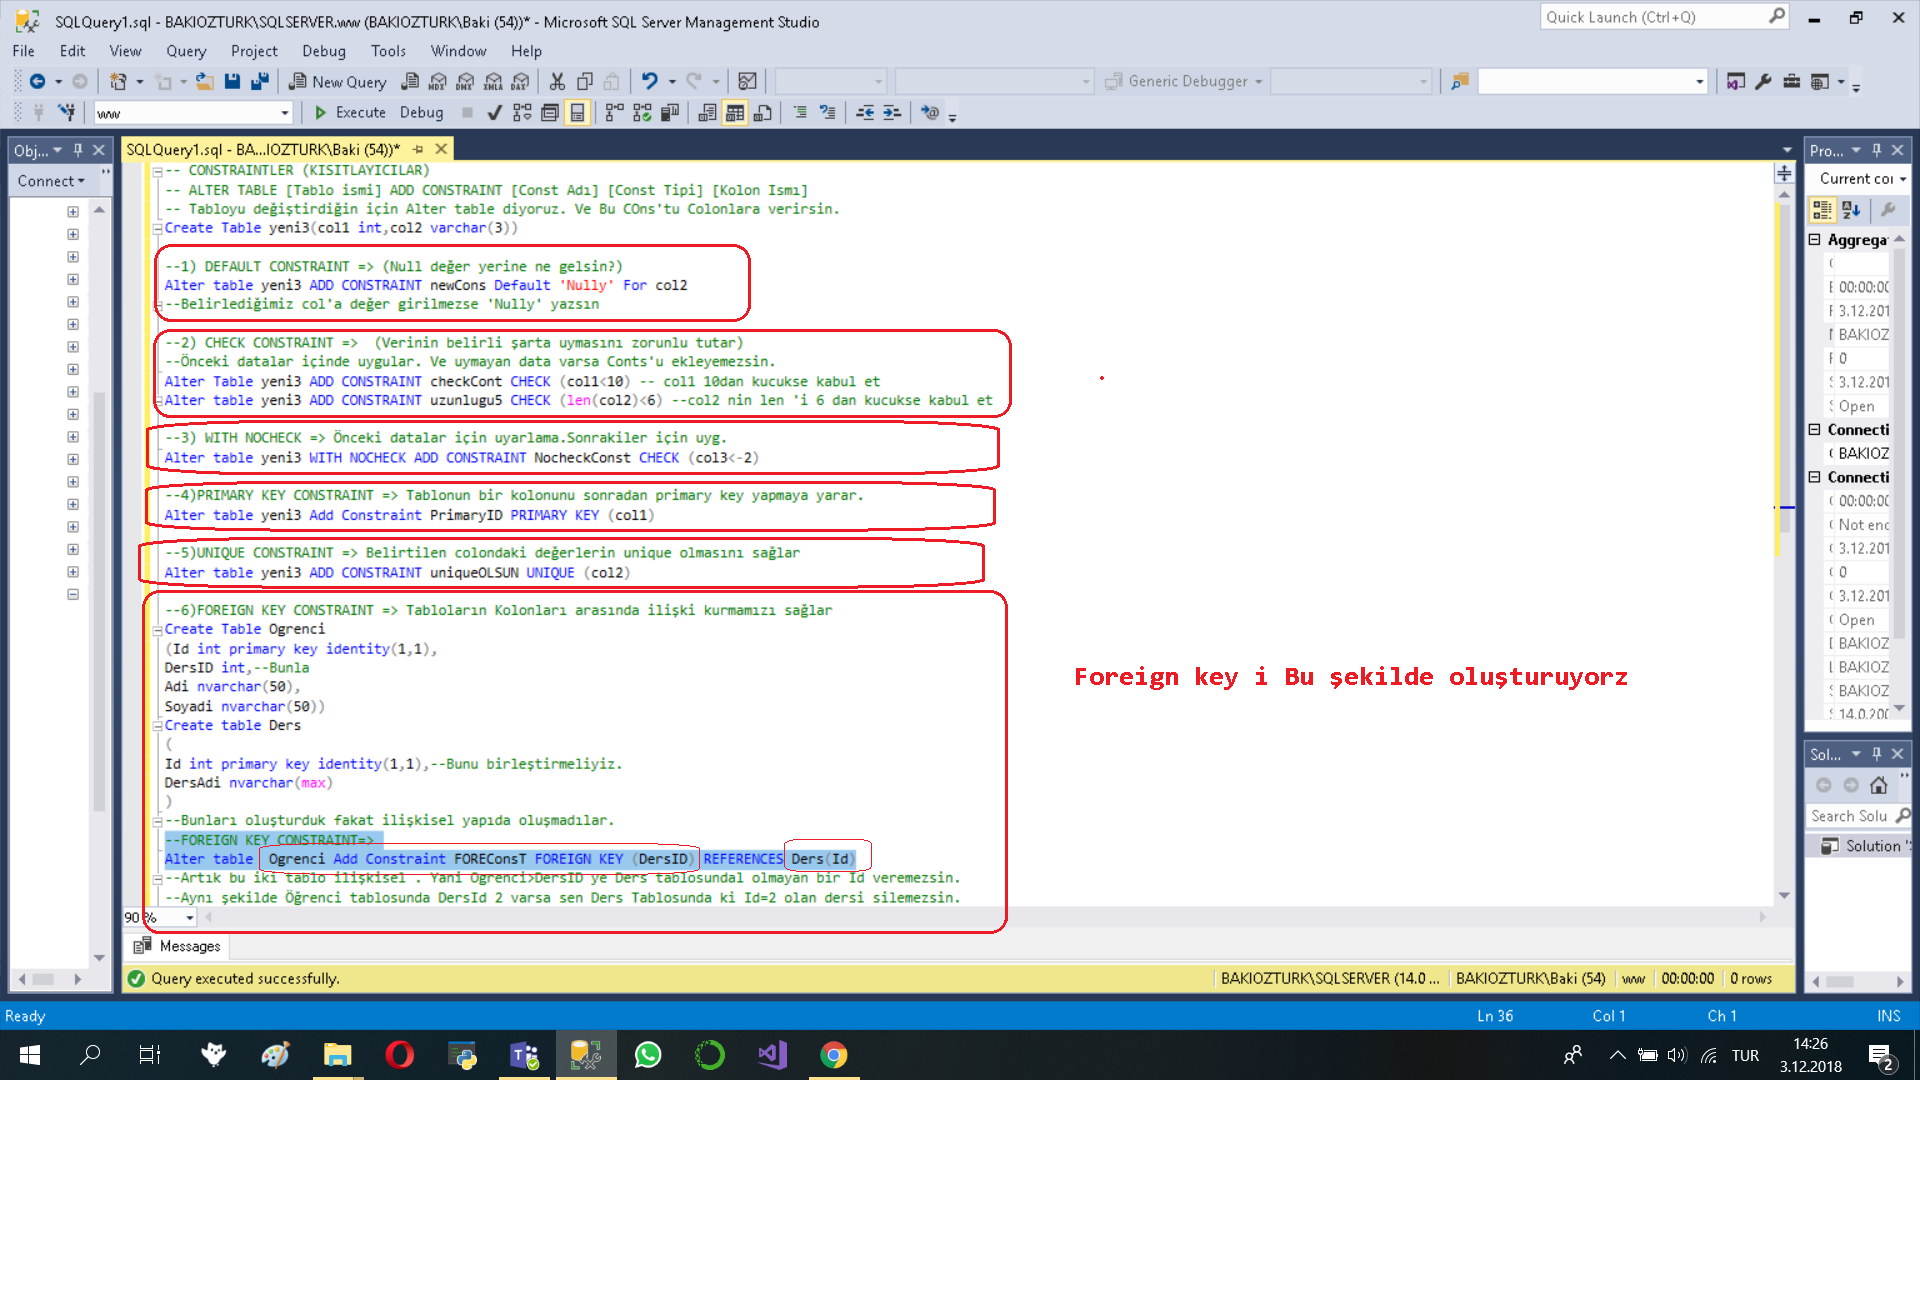 SQLQuery1.sql - BAKIOZTURK\SQLSERVER.ww (BAKIOZTURK\Baki (54))* - Microsoft SQL Server Management Studio
Quick Launch (Ctrl+Q)
File Edit View Query Project Debug Tools Window Help
New Query
Generic Debugger
ww
Execute Debug
Obj...
SQLQuery1.sql - BA...IOZTURK\Baki (54))*
Pro...
Connect
Current co
-- CONSTRAINTLER (KISITLAYICILAR)
-- ALTER TABLE [Tablo ismi] ADD CONSTRAINT [Const Adı] [Const Tipi] [Kolon Ismı]
-- Tabloyu değiştirdiğin için Alter table diyoruz. Ve Bu COns'tu Colonlara verirsin.
Create Table yeni3(col1 int,col2 varchar(3))
--1) DEFAULT CONSTRAINT => (Null değer yerine ne gelsin?)
Alter table yeni3 ADD CONSTRAINT newCons Default 'Nully' For col2
--Belirlediğimiz col'a değer girilmezse 'Nully' yazsın
--2) CHECK CONSTRAINT =>  (Verinin belirli şarta uymasını zorunlu tutar)
--Önceki datalar içinde uygular. Ve uymayan data varsa Conts'u ekleyemezsin.
Alter Table yeni3 ADD CONSTRAINT checkCont CHECK (col1<10) -- col1 10dan kucukse kabul et
Alter Table yeni3 ADD CONSTRAINT uzunlugu5 CHECK (len(col2)<6) --col2 nin len 'i 6 dan kucukse kabul et
--3) WITH NOCHECK => Önceki datalar için uyarlama.Sonrakiler için uyg.
Alter table yeni3 WITH NOCHECK ADD CONSTRAINT NocheckConst CHECK (col3<-2)
--4)PRIMARY KEY CONSTRAINT => Tablonun bir kolonunu sonradan primary key yapmaya yarar.
Alter table yeni3 Add Constraint PrimaryID PRIMARY KEY (col1)
--5)UNIQUE CONSTRAINT => Belirtilen colondaki değerlerin unique olmasını sağlar
Alter table yeni3 ADD CONSTRAINT uniqueOLSUN UNIQUE (col2)
--6)FOREIGN KEY CONSTRAINT => Tabloların Kolonları arasında ilişki kurmamızı sağlar
Create Table Ogrenci
(Id int primary key identity(1,1),
DersID int,--Bunla
Adi nvarchar(50),
Soyadi nvarchar(50))
Create table Ders
(
Id int primary key identity(1,1),--Bunu birleştirmeliyiz.
DersAdi nvarchar(max)
)
--Bunları oluşturduk fakat ilişkisel yapıda oluşmadılar.
--FOREIGN KEY CONSTRAINT=>
Alter table  Ogrenci Add Constraint FOREConsT FOREIGN KEY (DersID) REFERENCES Ders(Id)
--Artık bu iki tablo ilişkisel . Yani Ogrenci>DersID ye Ders tablosundal olmayan bir Id veremezsin.
--Aynı şekilde Öğrenci tablosunda DersId 2 varsa sen Ders Tablosunda ki Id=2 olan dersi silemezsin.
Foreign key i Bu şekilde oluşturuyorz
Aggrega
00:00:00
3.12.201
BAKIOZ
0
3.12.201
Open
Connecti
BAKIOZ
Connecti
00:00:00
Not enc
3.12.201
0
3.12.201
Open
BAKIOZ
BAKIOZ
BAKIOZ
14.0.200
Sol...
Search Solu
Solution '
90 %
Messages
Query executed successfully.
BAKIOZTURK\SQLSERVER (14.0 ... BAKIOZTURK\Baki (54) ww 00:00:00 0 rows
Ready Ln 36 Col 1 Ch 1 INS
TUR
14:26
3.12.2018
2